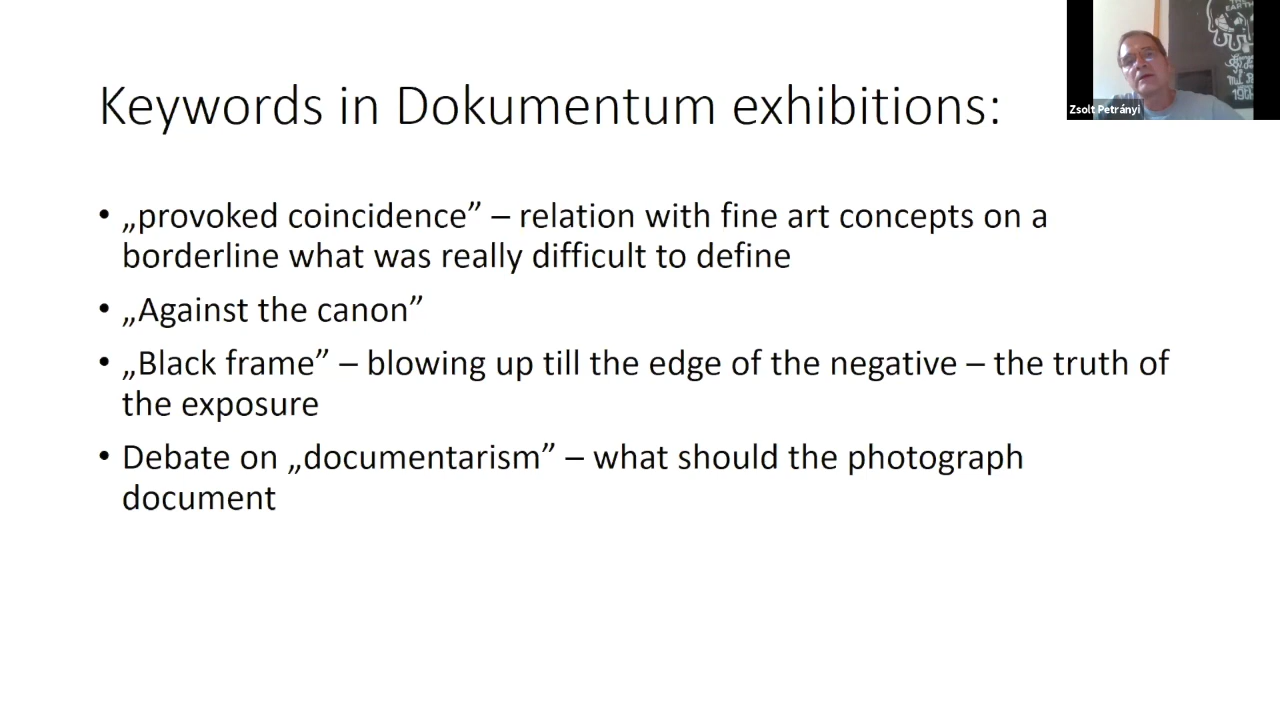 Keywords in Dokumentum exhibitions:
Zsolt Petrányi
• „provoked coincidence” – relation with fine art concepts on a
borderline what was really difficult to define
• „Against the canon”
• „Black frame” – blowing up till the edge of the negative – the truth of
the exposure
• Debate on „documentarism” – what should the photograph
document